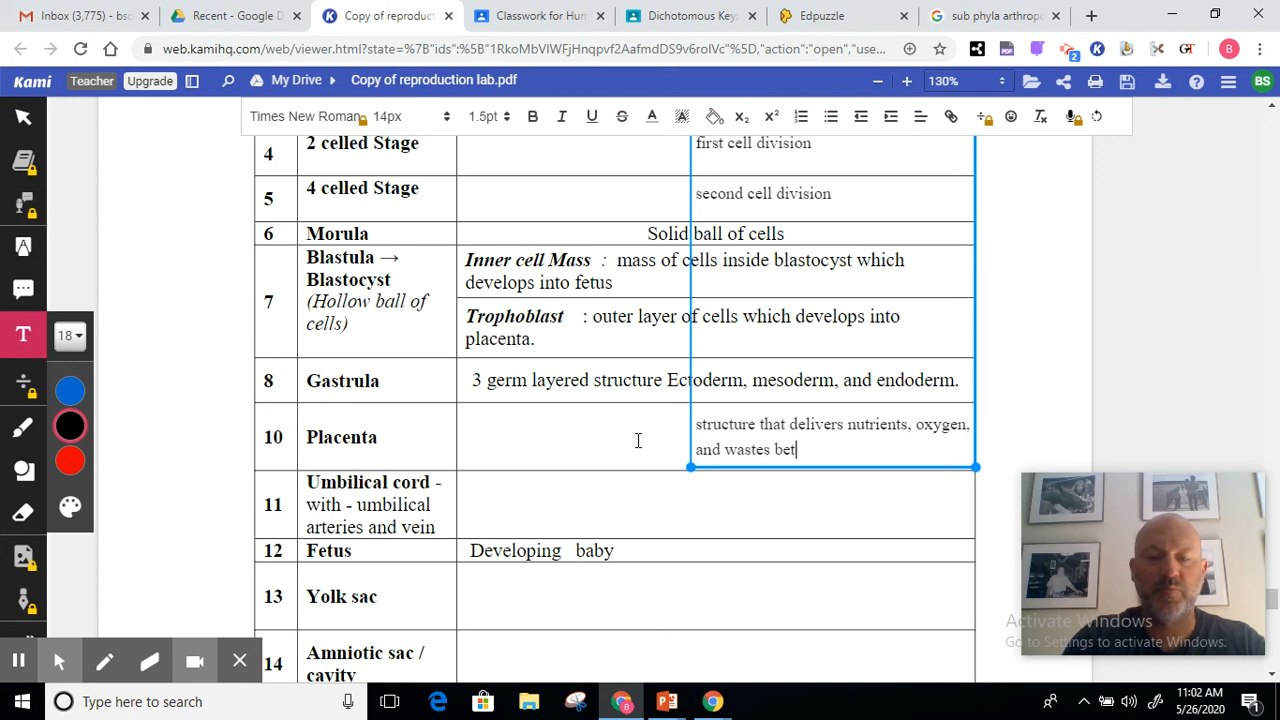 Inbox (3,775) - bsc
Recent - Google D
Copy of reproduct
Classwork for Hum
Dichotomous Key
Edpuzzle
sub phyla arthrop
web.kamihq.com/web/viewer.html?state=%7B"ids"%3A%5B"1RkoMbVlWFjHnqpvf2AafmdDS9v6roIVc"%5D,"action":"open","use...
Kami
Teacher
Upgrade
My Drive
Copy of reproduction lab.pdf
130%
BS
Times New Roman
14px
1.5pt
4 2 celled Stage first cell division
5 4 celled Stage second cell division
6 Morula Solid ball of cells
7 Blastula →
Blastocyst
(Hollow ball of
cells)
Inner cell Mass : mass of cells inside blastocyst which
develops into fetus
Trophoblast : outer layer of cells which develops into
placenta.
8 Gastrula 3 germ layered structure Ectoderm, mesoderm, and endoderm.
10 Placenta structure that delivers nutrients, oxygen,
and wastes bet
11 Umbilical cord -
with - umbilical
arteries and vein
12 Fetus Developing baby
13 Yolk sac
14 Amniotic sac /
cavity
18
Activate Windows
Go to Settings to activate Windows.
Type here to search
11:02 AM
5/26/2020